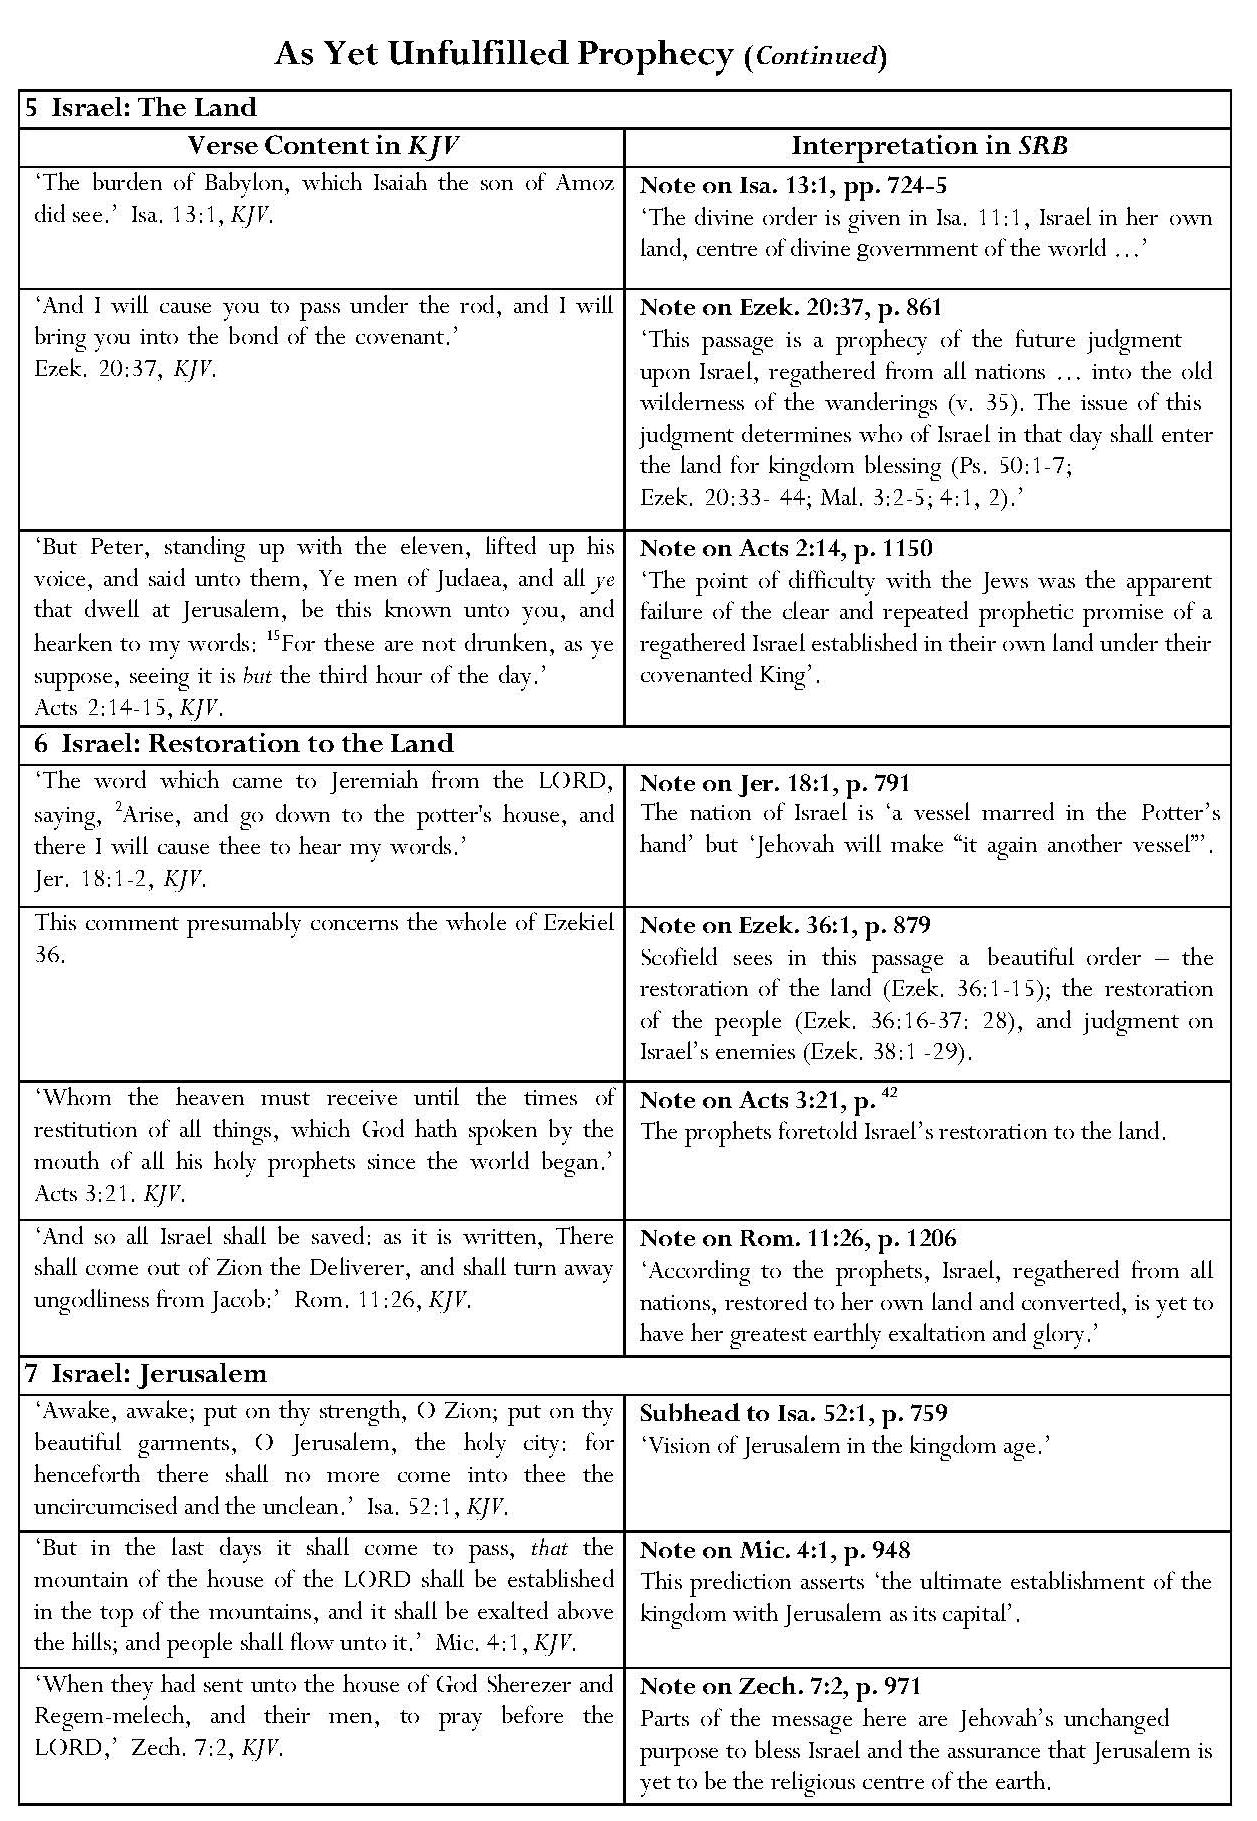 As Yet Unfulfilled Prophecy (Continued)
5 Israel: The Land
Verse Content in KJV
Interpretation in SRB
‘The burden of Babylon, which Isaiah the son of Amoz
did see.’ Isa. 13:1, KJV.
Note on Isa. 13:1, pp. 724-5
‘The divine order is given in Isa. 11:1, Israel in her own
land, centre of divine government of the world …’
‘And I will cause you to pass under the rod, and I will
bring you into the bond of the covenant.’
Ezek. 20:37, KJV.
Note on Ezek. 20:37, p. 861
‘This passage is a prophecy of the future judgment
upon Israel, regathered from all nations … into the old
wilderness of the wanderings (v. 35). The issue of this
judgment determines who of Israel in that day shall enter
the land for kingdom blessing (Ps. 50:1-7;
Ezek. 20:33- 44; Mal. 3:2-5; 4:1, 2).’
‘But Peter, standing up with the eleven, lifted up his
voice, and said unto them, Ye men of Judaea, and all ye
that dwell at Jerusalem, be this known unto you, and
hearken to my words: 15For these are not drunken, as ye
suppose, seeing it is but the third hour of the day.’
Acts 2:14-15, KJV.
Note on Acts 2:14, p. 1150
‘The point of difficulty with the Jews was the apparent
failure of the clear and repeated prophetic promise of a
regathered Israel established in their own land under their
covenanted King’.
6 Israel: Restoration to the Land
‘The word which came to Jeremiah from the LORD,
saying, 2Arise, and go down to the potter's house, and
there I will cause thee to hear my words.’
Jer. 18:1-2, KJV.
Note on Jer. 18:1, p. 791
The nation of Israel is ‘a vessel marred in the Potter’s
hand’ but ‘Jehovah will make “it again another vessel”’.
This comment presumably concerns the whole of Ezekiel
36.
Note on Ezek. 36:1, p. 879
Scofield sees in this passage a beautiful order – the
restoration of the land (Ezek. 36:1-15); the restoration
of the people (Ezek. 36:16-37: 28), and judgment on
Israel’s enemies (Ezek. 38:1 -29).
‘Whom the heaven must receive until the times of
restitution of all things, which God hath spoken by the
mouth of all his holy prophets since the world began.’
Acts 3:21. KJV.
Note on Acts 3:21, p. 42
The prophets foretold Israel’s restoration to the land.
‘And so all Israel shall be saved: as it is written, There
shall come out of Zion the Deliverer, and shall turn away
ungodliness from Jacob:’ Rom. 11:26, KJV.
Note on Rom. 11:26, p. 1206
‘According to the prophets, Israel, regathered from all
nations, restored to her own land and converted, is yet to
have her greatest earthly exaltation and glory.’
7 Israel: Jerusalem
‘Awake, awake; put on thy strength, O Zion; put on thy
beautiful garments, O Jerusalem, the holy city: for
henceforth there shall no more come into thee the
uncircumcised and the unclean.’ Isa. 52:1, KJV.
Subhead to Isa. 52:1, p. 759
‘Vision of Jerusalem in the kingdom age.’
‘But in the last days it shall come to pass, that the
mountain of the house of the LORD shall be established
in the top of the mountains, and it shall be exalted above
the hills; and people shall flow unto it.’ Mic. 4:1, KJV.
Note on Mic. 4:1, p. 948
This prediction asserts ‘the ultimate establishment of the
kingdom with Jerusalem as its capital’.
‘When they had sent unto the house of God Sherezer and
Regem-melech, and their men, to pray before the
LORD,’ Zech. 7:2, KJV.
Note on Zech. 7:2, p. 971
Parts of the message here are Jehovah’s unchanged
purpose to bless Israel and the assurance that Jerusalem is
yet to be the religious centre of the earth.